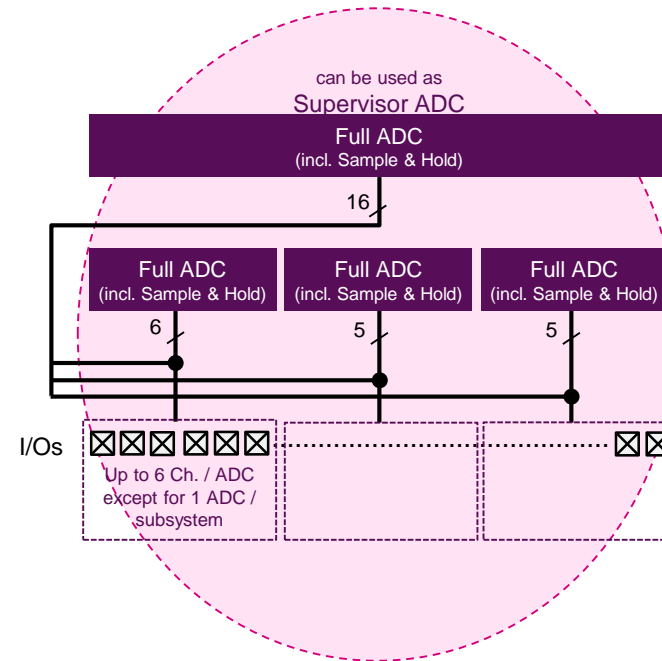 can be used as
Supervisor ADC
Full ADC
(incl. Sample & Hold)
16
Full ADC
(incl. Sample & Hold)
Full ADC
(incl. Sample & Hold)
Full ADC
(incl. Sample & Hold)
6
5
5
I/Os
Up to 6 Ch. / ADC
except for 1 ADC /
subsystem